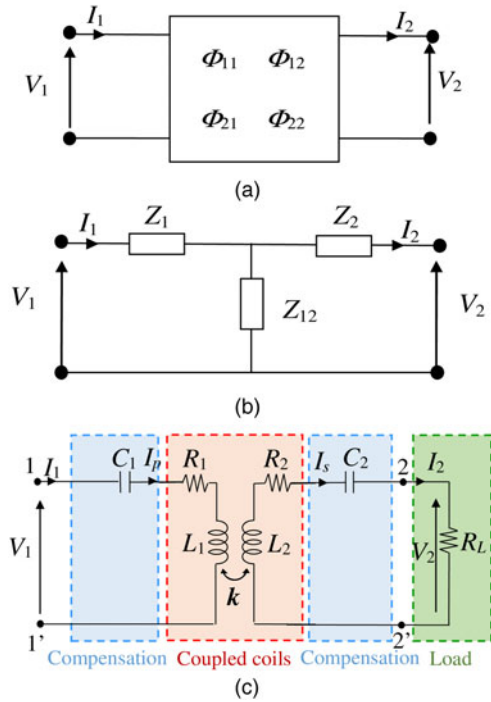 I₁ I₂
V₁ Φ₁₁ Φ₁₂ V₂
Φ₂₁ Φ₂₂
(a)
I₁ Z₁ Z₂ I₂
V₁ Z₁₂ V₂
(b)
1 I₁ C₁ Iₚ R₁ R₂ Iₛ C₂ 2 I₂
V₁ L₁ L₂ V₂ R_L
k
1' 2'
Compensation Coupled coils Compensation Load
(c)